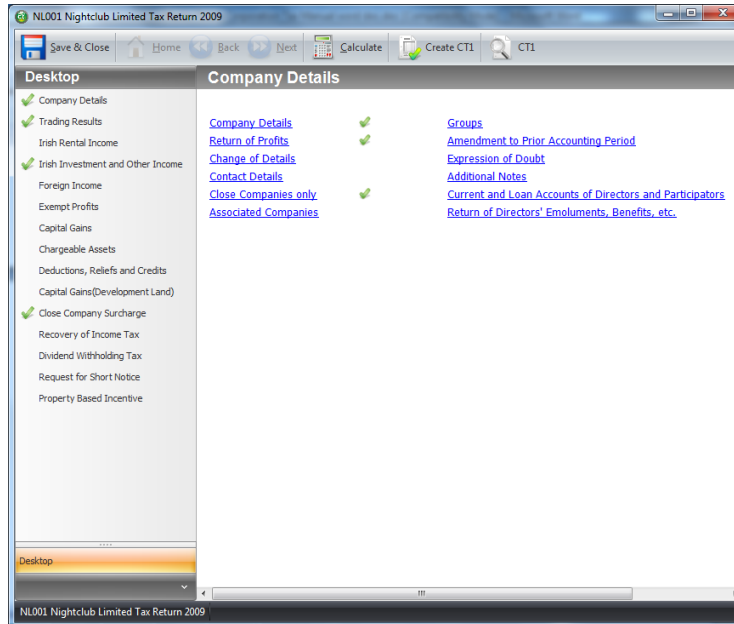 NL001 Nightclub Limited Tax Return 2009
Save & Close Home Back Next Calculate Create CT1 CT1
Desktop
Company Details
Trading Results
Irish Rental Income
Irish Investment and Other Income
Foreign Income
Exempt Profits
Capital Gains
Chargeable Assets
Deductions, Reliefs and Credits
Capital Gains(Development Land)
Close Company Surcharge
Recovery of Income Tax
Dividend Withholding Tax
Request for Short Notice
Property Based Incentive
Desktop
Company Details
Company Details
Return of Profits
Change of Details
Contact Details
Close Companies only
Associated Companies
Groups
Amendment to Prior Accounting Period
Expression of Doubt
Additional Notes
Current and Loan Accounts of Directors and Participators
Return of Directors' Emoluments, Benefits, etc.
NL001 Nightclub Limited Tax Return 2009